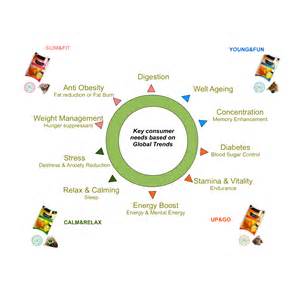 SLIM&FIT
YOUNG&FUN
Digestion
Anti Obesity
Fat reduction or Fat Burn
Well Ageing
Weight Management
Hunger suppressers
Concentration
Memory Enhancement
Key consumer
needs based on
Global Trends
Stress
Destress & Anxiety Reduction
Diabetes
Blood Sugar Control
Relax & Calming
Sleep
Stamina & Vitality
Endurance
Energy Boost
Energy & Mental Energy
CALM&RELAX
UP&GO